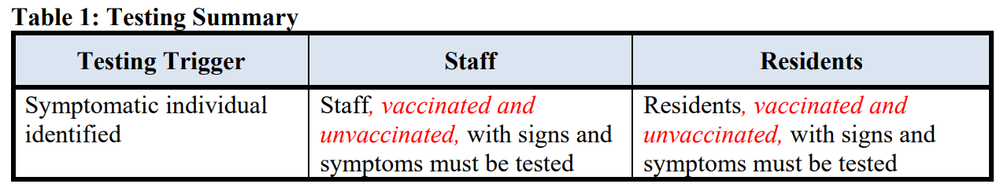 Table 1: Testing Summary
Testing Trigger
Staff
Residents
Symptomatic individual
identified
Staff, vaccinated and
unvaccinated, with signs and
symptoms must be tested
Residents, vaccinated and
unvaccinated, with signs and
symptoms must be tested